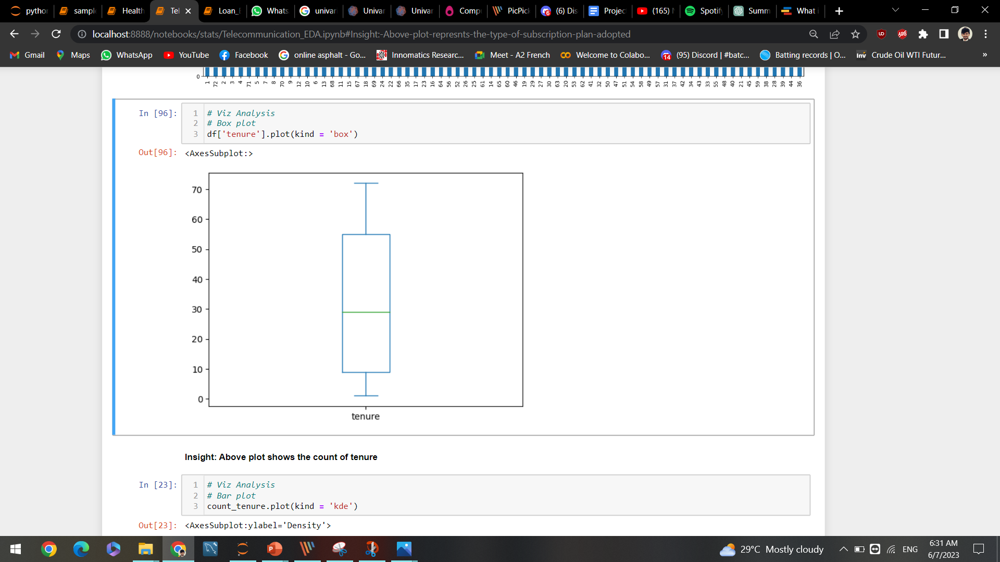 python
sampl
Health
Tel
Loan_E
Whats
univar
Univar
Univar
Comp
PicPick
(6) Dis
Projec
(165)
Spotify
Summ
What i
localhost:8888/notebooks/stats/Telecommunication_EDA.ipynb#Insight:-Above-plot-represnts-the-type-of-subscription-plan-adopted
Gmail
Maps
WhatsApp
YouTube
Facebook
online asphalt - Go...
Innomatics Researc...
Meet - A2 French
Welcome to Colabo...
14
(95) Discord | #batc...
Batting records | O...
Inv
Crude Oil WTI Futur...
»
0
1 72 2 3 4 71 5 7 8 70 9 12 10 6 13 68 11 15 67 18 69 24 22 66 35 17 23 16 64 56 52 26 25 61 14 65 60 46 19 29 27 30 63 20 53 62 41 32 50 47 51 54 58 49 57 31 37 42 34 43 33 55 48 40 21 45 59 38 28 39 44 36
In [96]:
1 # Viz Analysis
2 # Box plot
3 df['tenure'].plot(kind = 'box')
Out[96]: <AxesSubplot:>
70
60
50
40
30
20
10
0
tenure
Insight: Above plot shows the count of tenure
In [23]:
1 # Viz Analysis
2 # Bar plot
3 count_tenure.plot(kind = 'kde')
Out[23]: <AxesSubplot:ylabel='Density'>
29°C Mostly cloudy
ENG
6:31 AM
6/7/2023